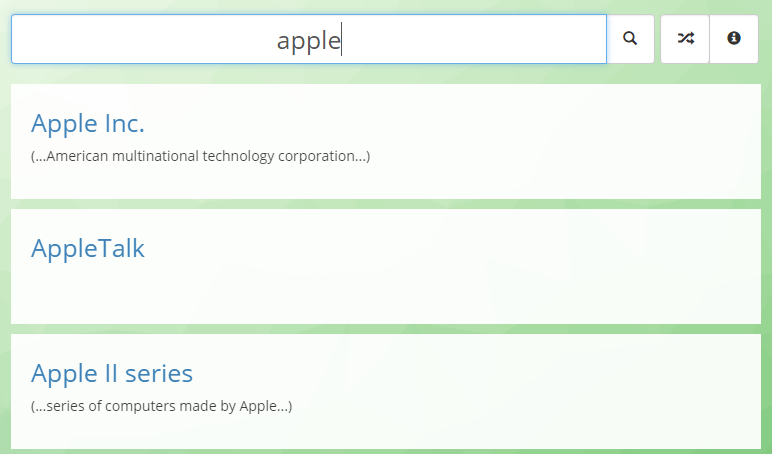 apple
Apple Inc.
(...American multinational technology corporation...)
AppleTalk
Apple II series
(...series of computers made by Apple...)